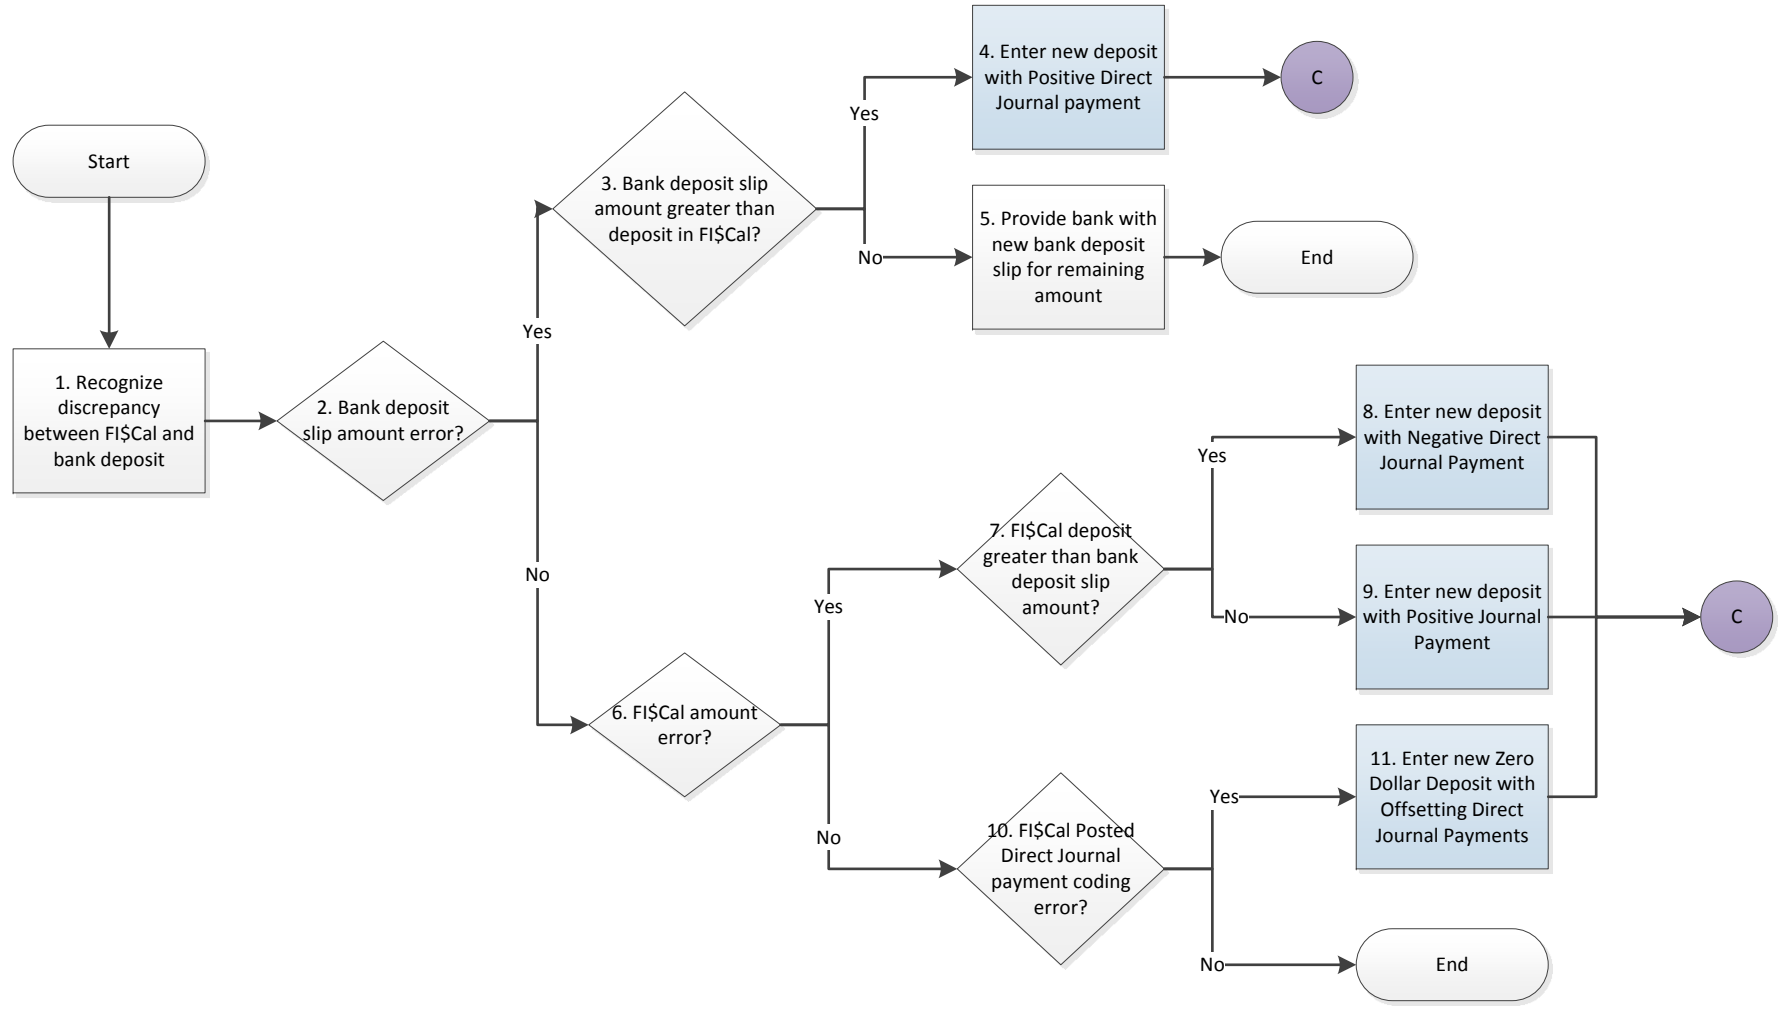 Start
1. Recognize
discrepancy
between FI$Cal and
bank deposit
2. Bank deposit
slip amount error?
Yes
No
3. Bank deposit slip
amount greater than
deposit in FI$Cal?
Yes
No
4. Enter new deposit
with Positive Direct
Journal payment
C
5. Provide bank with
new bank deposit
slip for remaining
amount
End
6. FI$Cal amount
error?
Yes
No
7. FI$Cal deposit
greater than bank
deposit slip
amount?
Yes
No
8. Enter new deposit
with Negative Direct
Journal Payment
9. Enter new deposit
with Positive Journal
Payment
C
10. FI$Cal Posted
Direct Journal
payment coding
error?
Yes
No
11. Enter new Zero
Dollar Deposit with
Offsetting Direct
Journal Payments
End